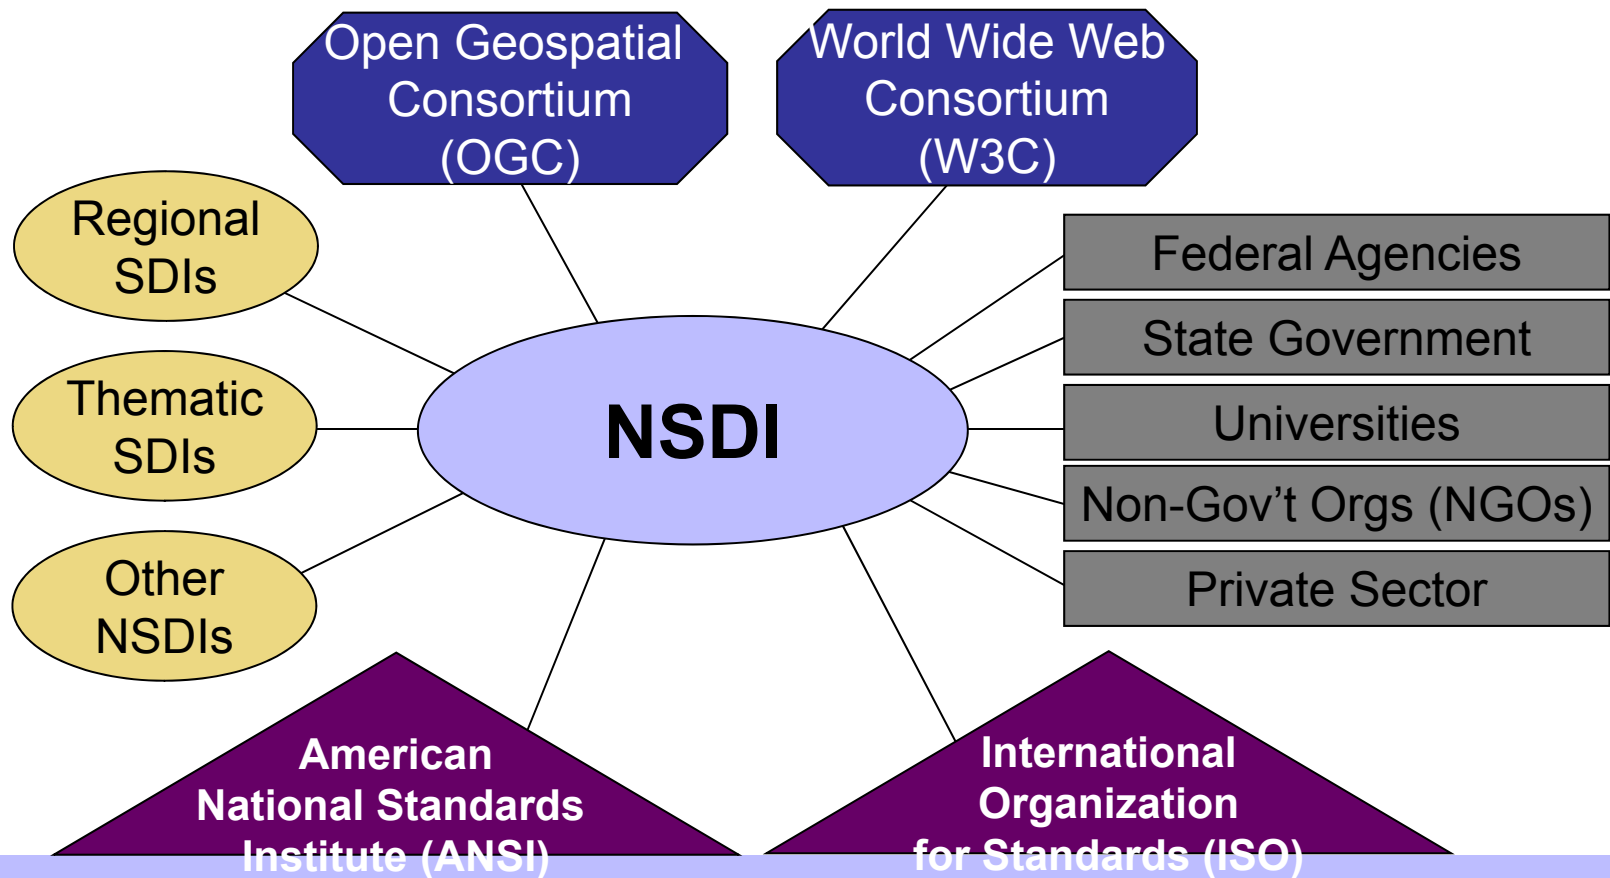 Open Geospatial
Consortium
(OGC)
World Wide Web
Consortium
(W3C)
Regional
SDIs
Thematic
SDIs
Other
NSDIs
NSDI
Federal Agencies
State Government
Universities
Non-Gov’t Orgs (NGOs)
Private Sector
American
National Standards
Institute (ANSI)
International
Organization
for Standards (ISO)